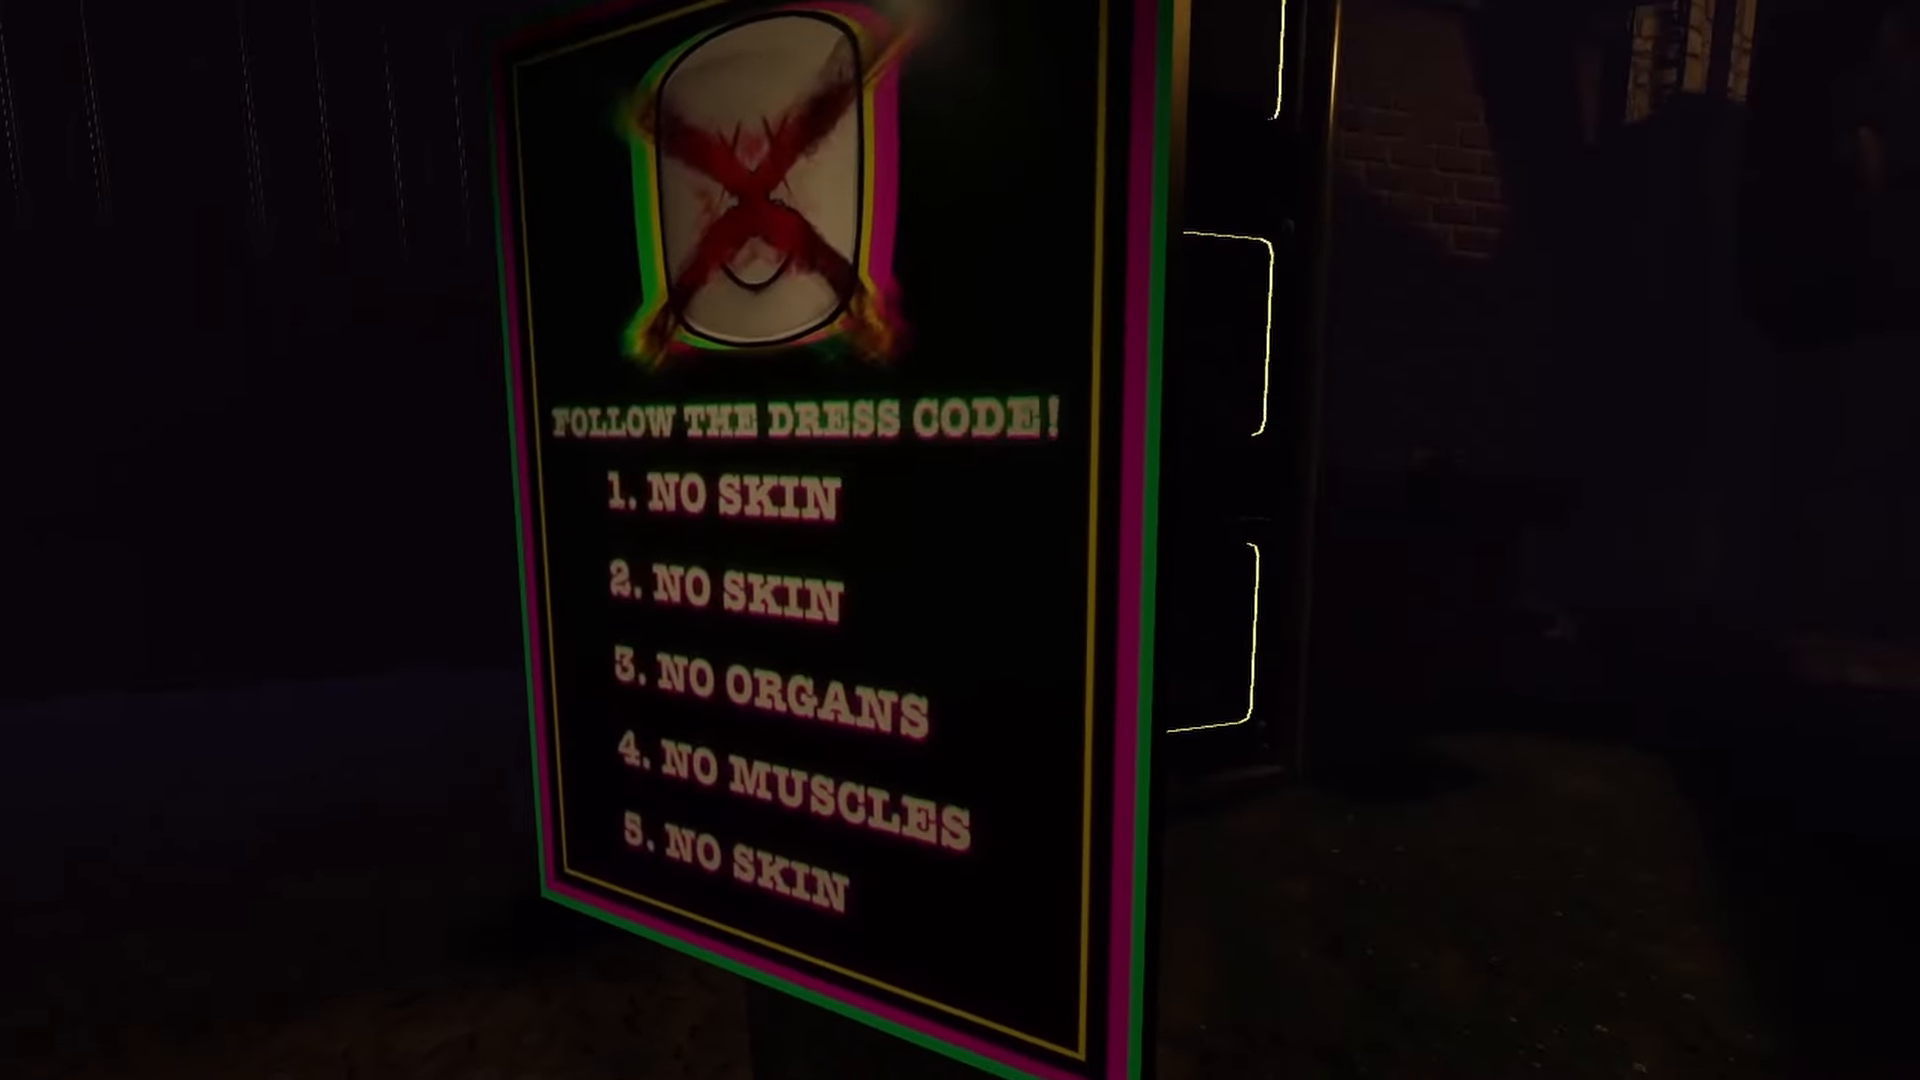 FOLLOW THE DRESS CODE!
1. NO SKIN
2. NO SKIN
3. NO ORGANS
4. NO MUSCLES
5. NO SKIN